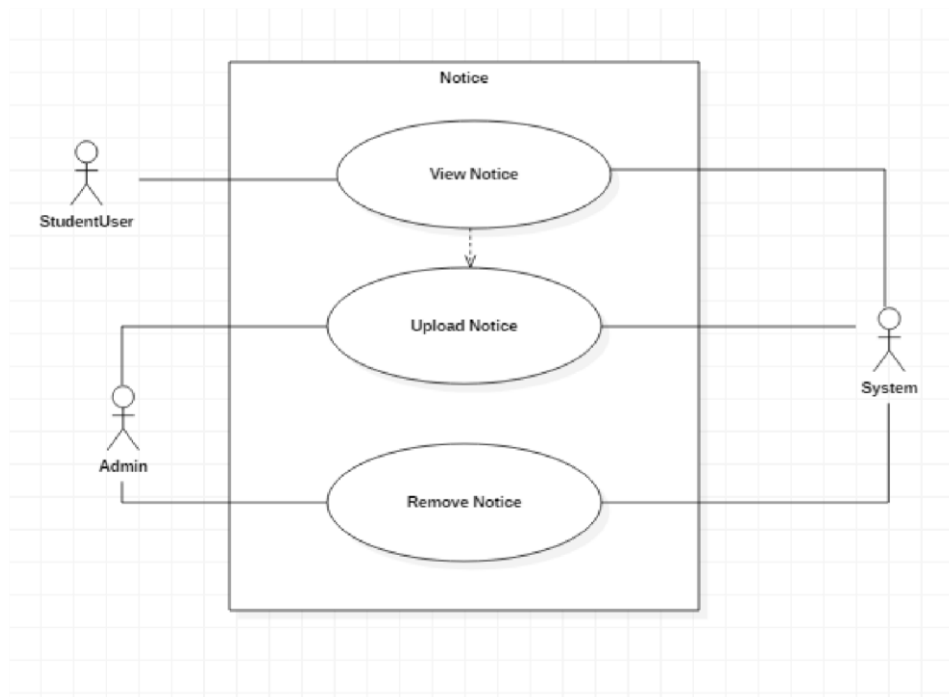 Notice
View Notice
StudentUser
Upload Notice
System
Admin
Remove Notice